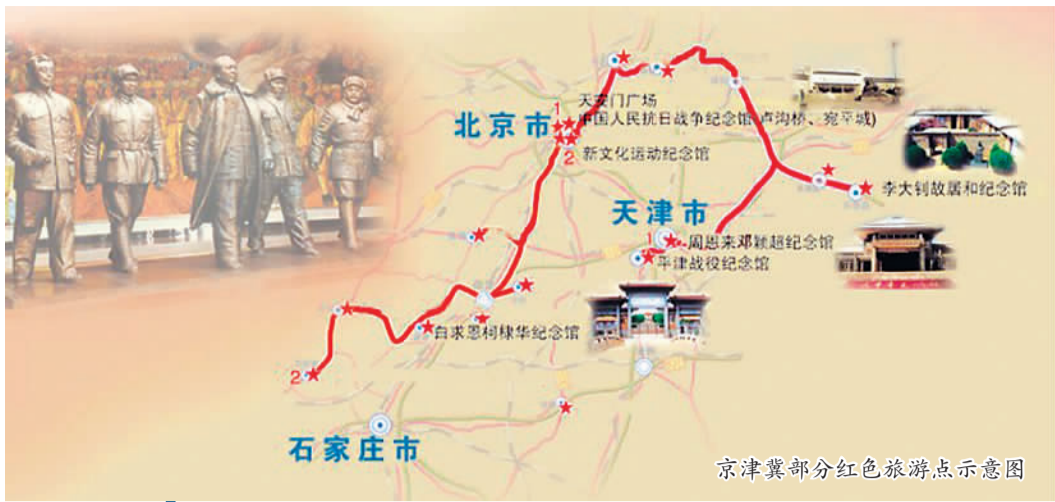 1
天安门广场
中国人民抗日战争纪念馆(卢沟桥、宛平城)
北京市
2
新文化运动纪念馆
李大钊故居和纪念馆
天津市
1
周恩来邓颖超纪念馆
平津战役纪念馆
白求恩柯棣华纪念馆
2
石家庄市
京津冀部分红色旅游点示意图